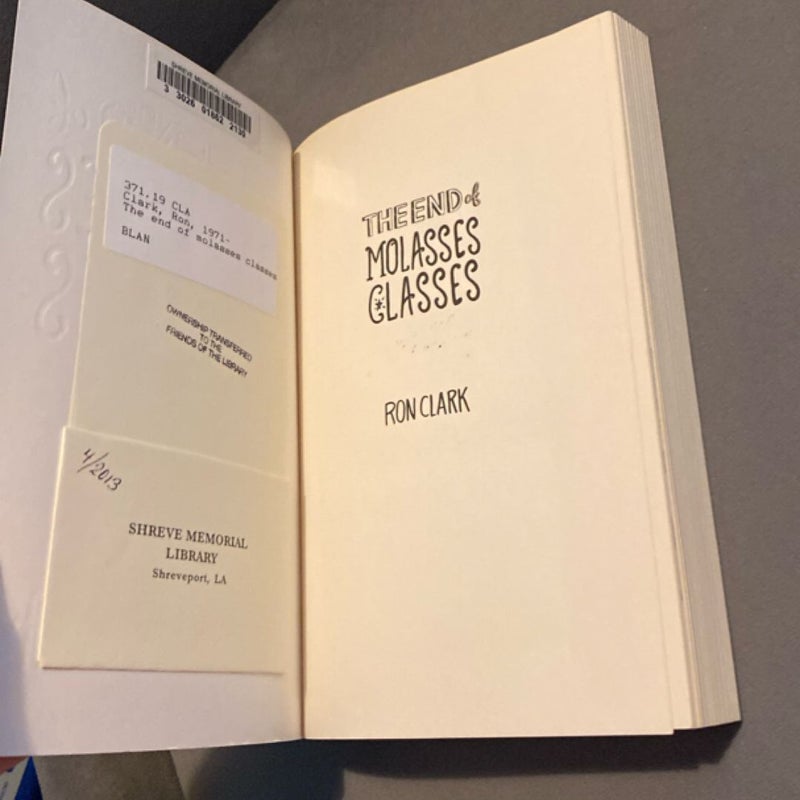 SHREVE MEMORIAL LIBRARY
3 3026 01862 2130
371.19 CLA
Clark, Ron, 1971-
The end of molasses classes
BLAN
OWNERSHIP TRANSFERRED
TO THE
FRIENDS OF THE LIBRARY
4/2013
SHREVE MEMORIAL
LIBRARY
Shreveport, LA
THE END of
MOLASSES
CLASSES
RON CLARK